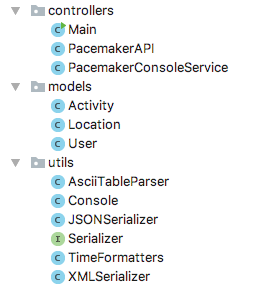 controllers
Main
PacemakerAPI
PacemakerConsoleService
models
Activity
Location
User
utils
AsciiTableParser
Console
JSONSerializer
Serializer
TimeFormatters
XMLSerializer